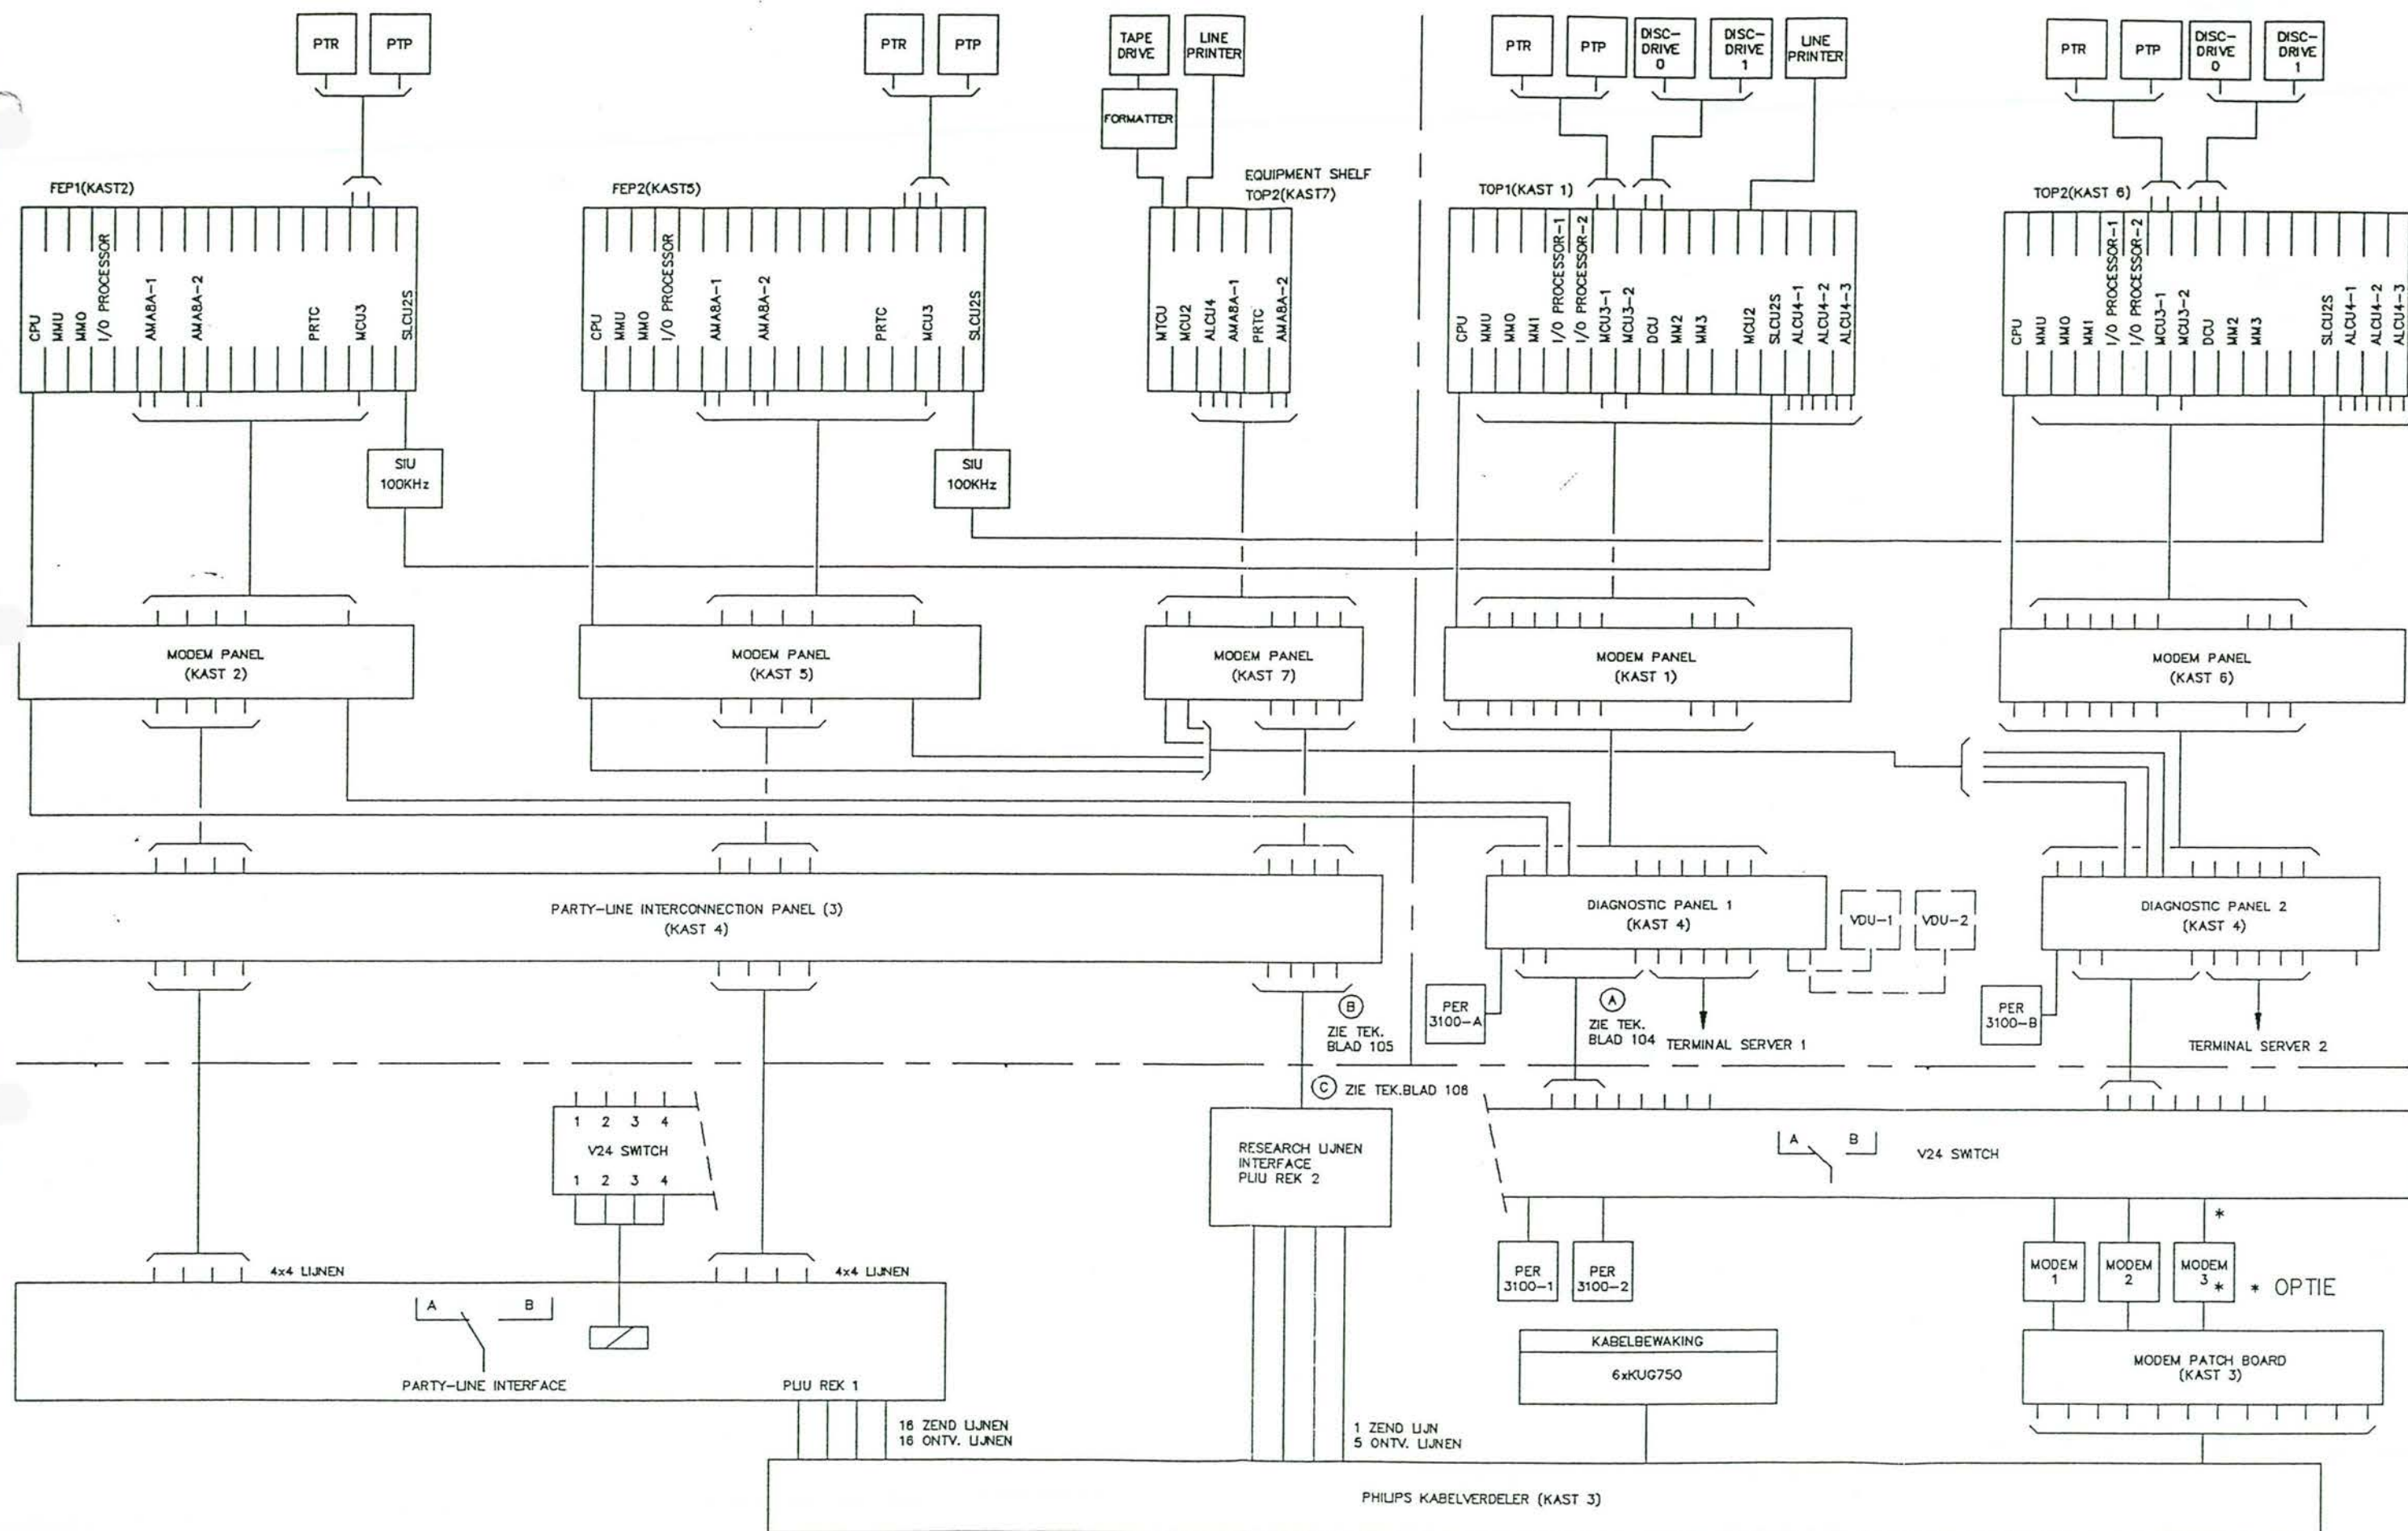 PTR
PTP
PTR
PTP
TAPE
DRIVE
LINE
PRINTER
PTR
PTP
DISC-
DRIVE
0
DISC-
DRIVE
1
LINE
PRINTER
PTR
PTP
DISC-
DRIVE
0
DISC-
DRIVE
1
FORMATTER
FEP1(KAST2)
FEP2(KAST5)
EQUIPMENT SHELF
TOP2(KAST7)
TOP1(KAST 1)
TOP2(KAST 6)
CPU
MMU
MMO
I/O PROCESSOR
AMA8A-1
AMA8A-2
PRTC
MCU3
SLCU2S
CPU
MMU
MMO
I/O PROCESSOR
AMA8A-1
AMA8A-2
PRTC
MCU3
SLCU2S
MTCU
MCU2
ALCU4
AMA8A-1
PRTC
AMA8A-2
CPU
MMU
MM0
MM1
I/O PROCESSOR-1
I/O PROCESSOR-2
MCU3-1
MCU3-2
DCU
MM2
MM3
MCU2
SLCU2S
ALCU4-1
ALCU4-2
ALCU4-3
CPU
MMU
MM0
MM1
I/O PROCESSOR-1
I/O PROCESSOR-2
MCU3-1
MCU3-2
DCU
MM2
MM3
SLCU2S
ALCU4-1
ALCU4-2
ALCU4-3
SIU
100KHz
SIU
100KHz
MODEM PANEL
(KAST 2)
MODEM PANEL
(KAST 5)
MODEM PANEL
(KAST 7)
MODEM PANEL
(KAST 1)
MODEM PANEL
(KAST 6)
PARTY-LINE INTERCONNECTION PANEL (3)
(KAST 4)
DIAGNOSTIC PANEL 1
(KAST 4)
VDU-1
VDU-2
DIAGNOSTIC PANEL 2
(KAST 4)
B
ZIE TEK.
BLAD 105
PER
3100-A
A
ZIE TEK.
BLAD 104
TERMINAL SERVER 1
PER
3100-B
TERMINAL SERVER 2
C ZIE TEK.BLAD 106
1 2 3 4
V24 SWITCH
1 2 3 4
RESEARCH LIJNEN
INTERFACE
PLIU REK 2
A B
V24 SWITCH
*
4x4 LIJNEN
4x4 LIJNEN
PER
3100-1
PER
3100-2
MODEM
1
MODEM
2
MODEM
3 *
* OPTIE
A B
PARTY-LINE INTERFACE
PLIU REK 1
KABELBEWAKING
6xKUG750
MODEM PATCH BOARD
(KAST 3)
16 ZEND LIJNEN
16 ONTV. LIJNEN
1 ZEND LIJN
5 ONTV. LIJNEN
PHILIPS KABELVERDELER (KAST 3)